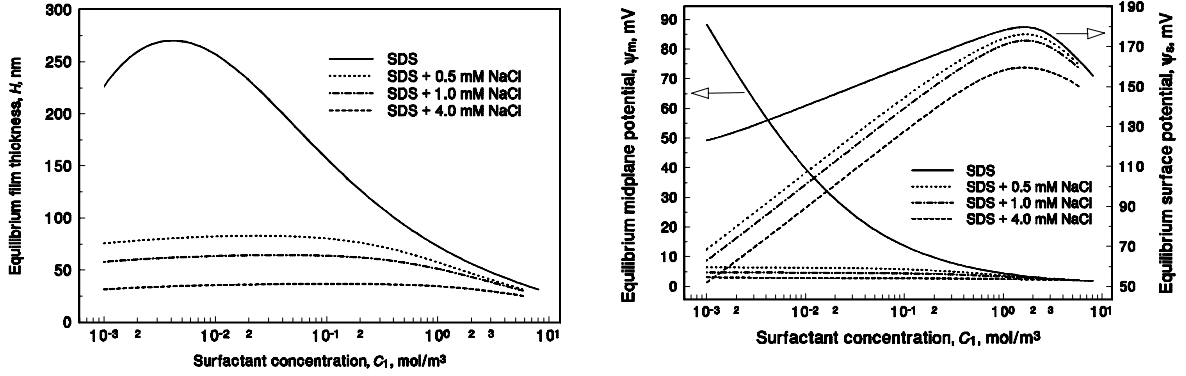 300
250
200
150
100
50
0
Equilibrium film thickness, H, nm
SDS
SDS + 0.5 mM NaCl
SDS + 1.0 mM NaCl
SDS + 4.0 mM NaCl
10⁻³ 2 10⁻² 2 3 10⁻¹ 2 3 10⁰ 2 3 10¹
Surfactant concentration, C₁, mol/m³
90
80
70
60
50
40
30
20
10
0
Equilibrium midplane potential, ψₘ, mV
190
170
150
130
110
90
70
50
Equilibrium surface potential, ψₛ, mV
SDS
SDS + 0.5 mM NaCl
SDS + 1.0 mM NaCl
SDS + 4.0 mM NaCl
10⁻³ 2 10⁻² 2 10⁻¹ 2 10⁰ 2 3 10¹
Surfactant concentration, C₁, mol/m³